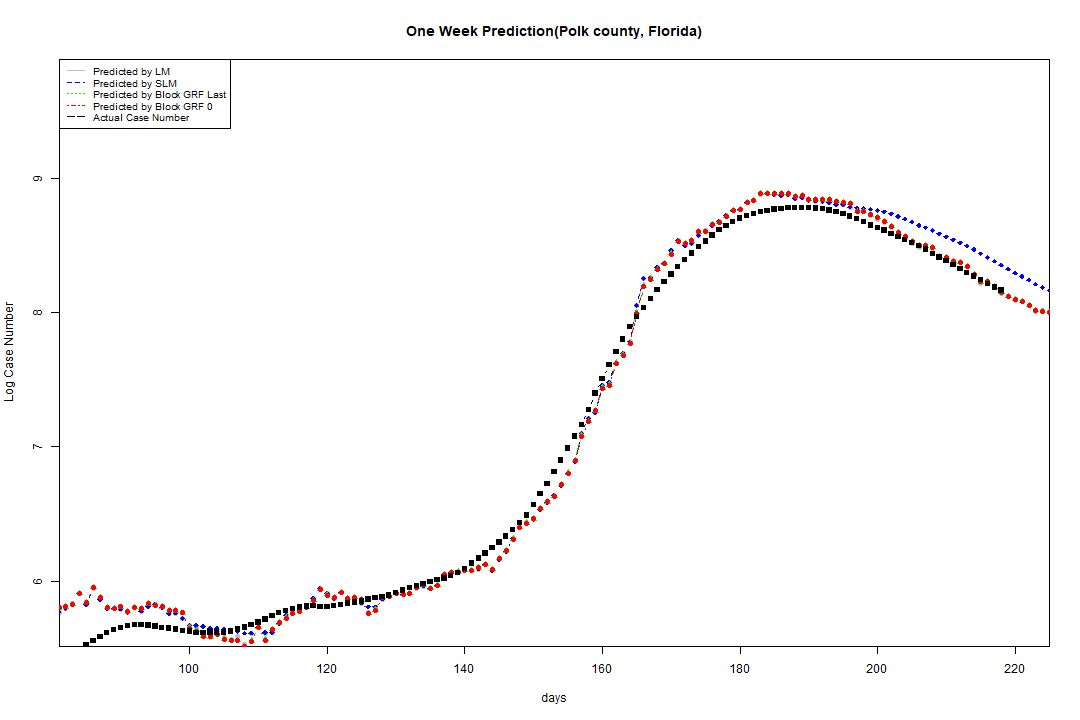 One Week Prediction(Polk county, Florida)
Predicted by LM
Predicted by SLM
Predicted by Block GRF Last
Predicted by Block GRF 0
Actual Case Number
9
8
7
6
Log Case Number
100 120 140 160 180 200 220
days